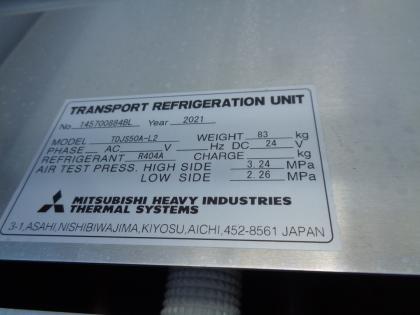 TRANSPORT REFRIGERATION UNIT
No 145700884BL Year 2021
MODEL TDJS50A-L2 WEIGHT 83 kg
PHASE AC V Hz DC 24 V
REFRIGERANT R404A CHARGE kg
AIR TEST PRESS. HIGH SIDE 3.24 MPa
LOW SIDE 2.26 MPa
MITSUBISHI HEAVY INDUSTRIES
THERMAL SYSTEMS
3-1,ASAHI,NISHIBIWAJIMA,KIYOSU,AICHI,452-8561 JAPAN